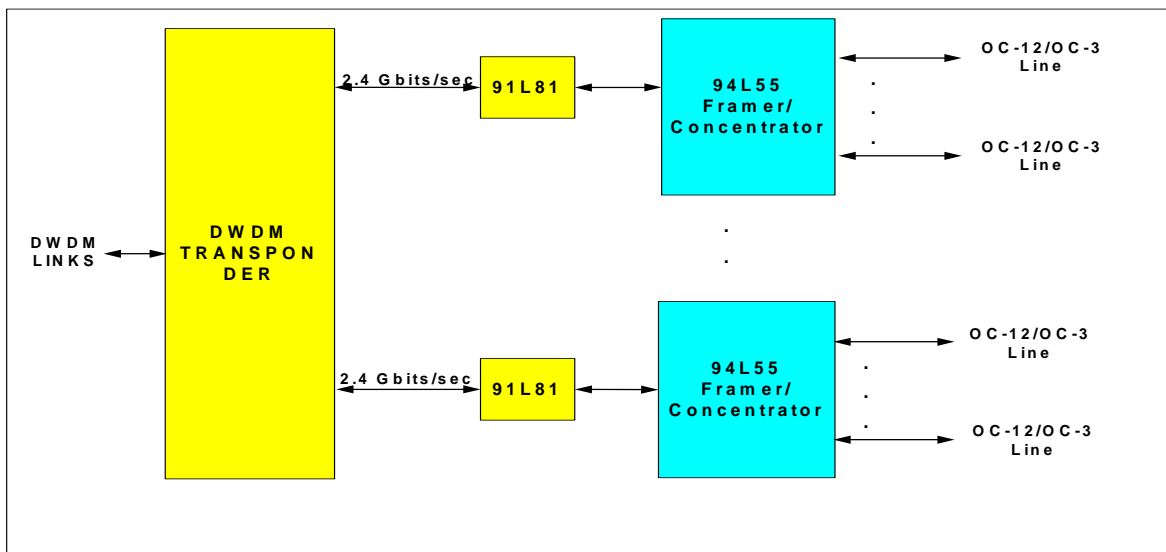 OC-12/OC-3
Line
2.4 Gbits/sec
91L81
94L55
Framer/
Concentrator
OC-12/OC-3
Line
DWDM
LINKS
DWDM
TRANSPON
DER
OC-12/OC-3
Line
2.4 Gbits/sec
91L81
94L55
Framer/
Concentrator
OC-12/OC-3
Line